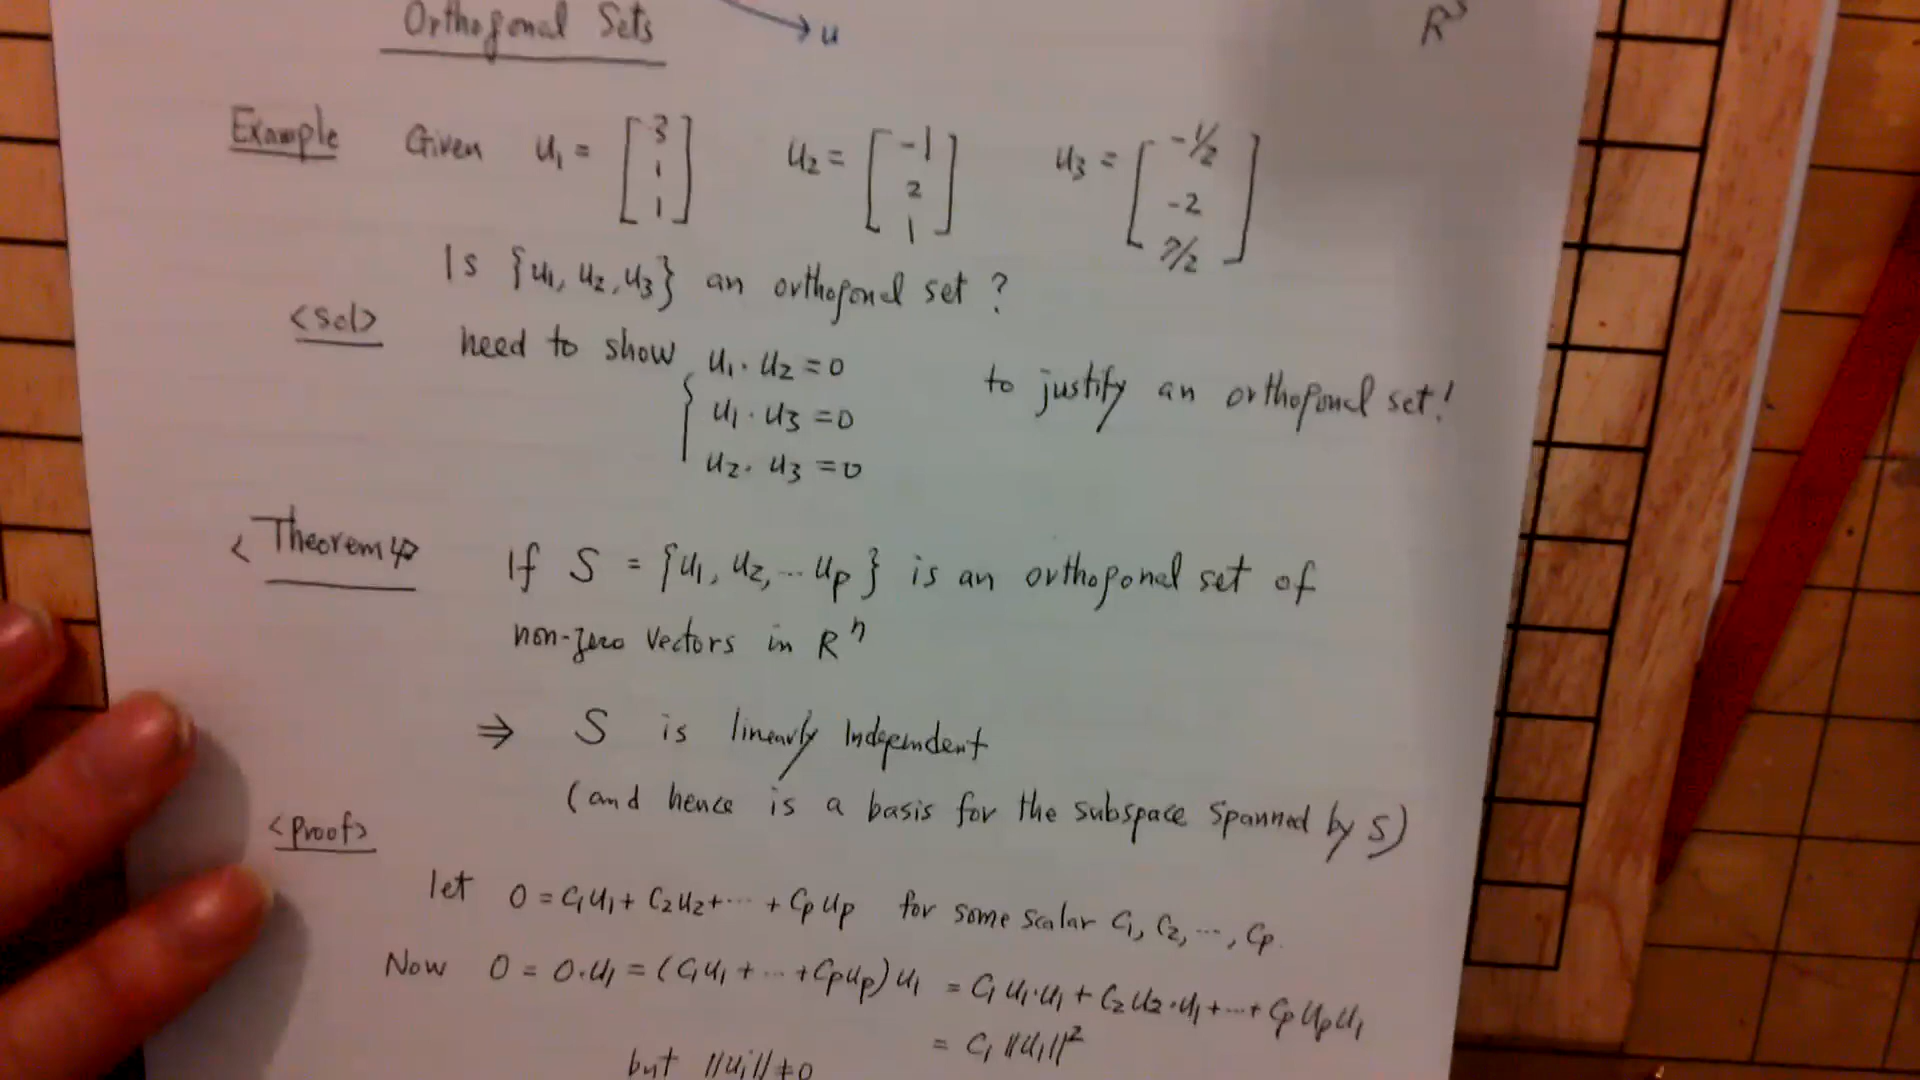 Orthogonal Sets
u
R³
Example Given u₁ = [3 1 1] u₂ = [-1 2 1] u₃ = [-1/2 -2 7/2]
Is {u₁, u₂, u₃} an orthogonal set ?
<sol> need to show u₁ · u₂ = 0 to justify an orthogonal set!
u₁ · u₃ = 0
u₂ · u₃ = 0
<Theorem 4> If S = {u₁, u₂, ... up} is an orthogonal set of
non-zero vectors in Rⁿ
⇒ S is linearly Independent
(and hence is a basis for the subspace spanned by S)
<proof>
let 0 = c₁u₁ + c₂u₂ + ... + cpup for some scalar c₁, c₂, ..., cp.
Now 0 = 0·u₁ = (c₁u₁ + ... + cpup) u₁ = c₁ u₁·u₁ + c₂ u₂·u₁ + ... + cp up u₁
= c₁ ||u₁||²
but ||u₁|| ≠ 0